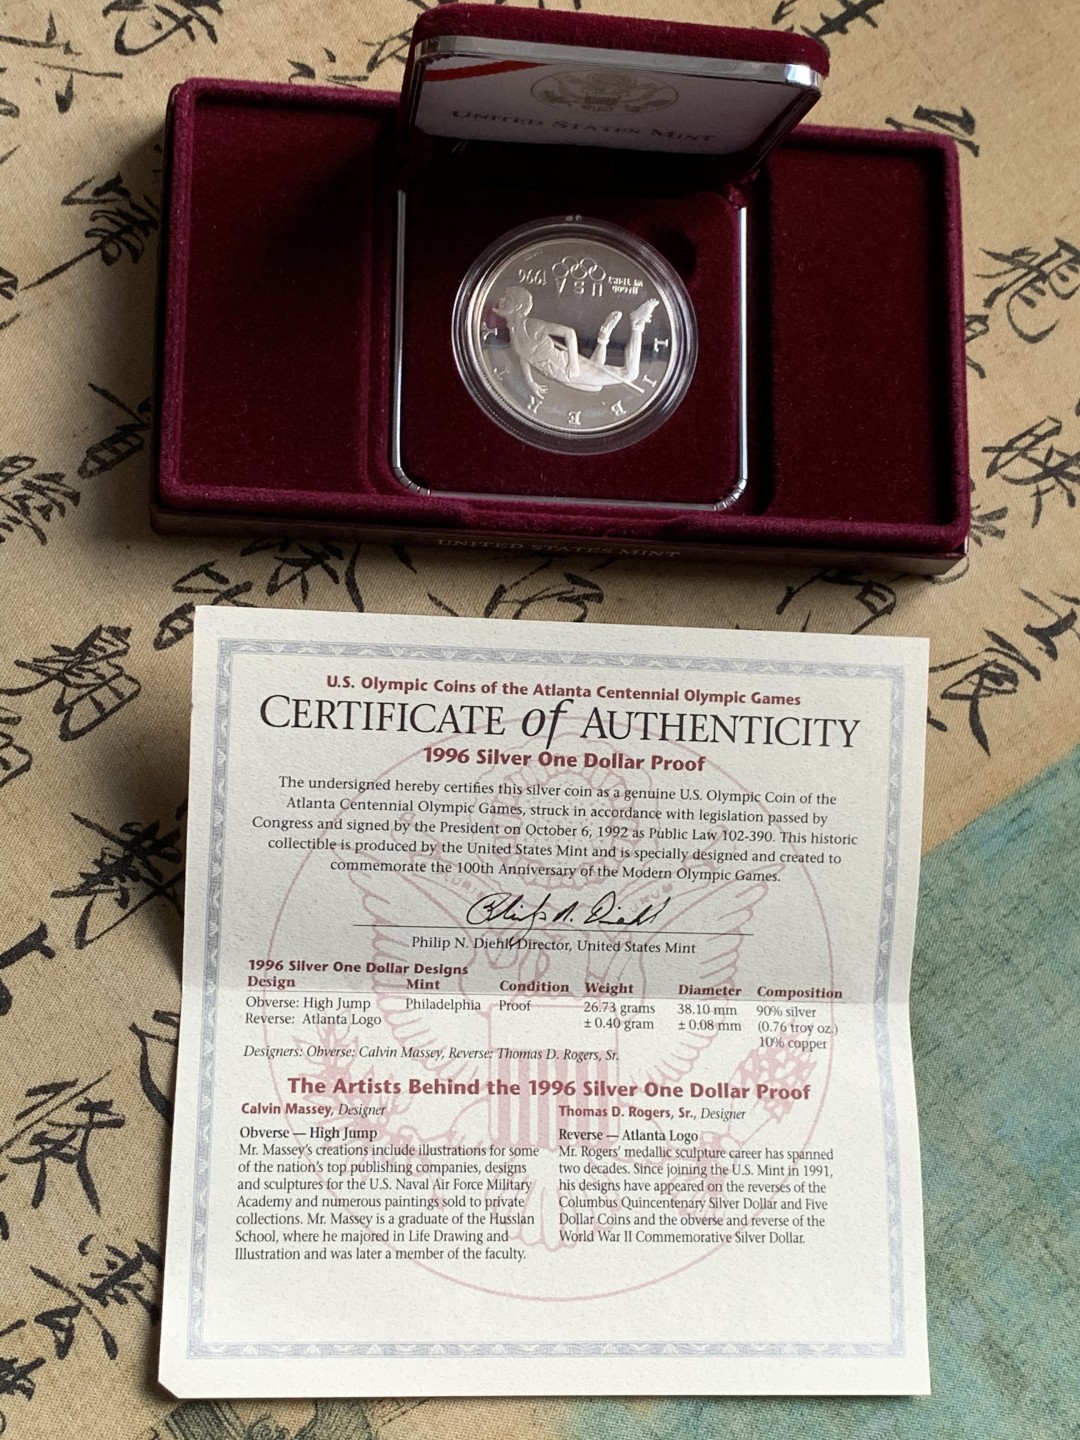 UNITED STATES MINT
1996
USA
IN GOD
WE TRUST
LIBERTY
UNITED STATES MINT
U.S. Olympic Coins of the Atlanta Centennial Olympic Games
CERTIFICATE of AUTHENTICITY
1996 Silver One Dollar Proof
The undersigned hereby certifies this silver coin as a genuine U.S. Olympic Coin of the
Atlanta Centennial Olympic Games, struck in accordance with legislation passed by
Congress and signed by the President on October 6, 1992 as Public Law 102-390. This historic
collectible is produced by the United States Mint and is specially designed and created to
commemorate the 100th Anniversary of the Modern Olympic Games.
Philip N. Diehl
Philip N. Diehl, Director, United States Mint
1996 Silver One Dollar Designs
Design Mint Condition Weight Diameter Composition
Obverse: High Jump Philadelphia Proof 26.73 grams 38.10 mm 90% silver
Reverse: Atlanta Logo ± 0.40 gram ± 0.08 mm (0.76 troy oz.)
10% copper
Designers: Obverse: Calvin Massey, Reverse: Thomas D. Rogers, Sr.
The Artists Behind the 1996 Silver One Dollar Proof
Calvin Massey, Designer
Obverse — High Jump
Mr. Massey's creations include illustrations for some
of the nation's top publishing companies, designs
and sculptures for the U.S. Naval Air Force Military
Academy and numerous paintings sold to private
collections. Mr. Massey is a graduate of the Hussian
School, where he majored in Life Drawing and
Illustration and was later a member of the faculty.
Thomas D. Rogers, Sr., Designer
Reverse — Atlanta Logo
Mr. Rogers' medallic sculpture career has spanned
two decades. Since joining the U.S. Mint in 1991,
his designs have appeared on the reverses of the
Columbus Quincentenary Silver Dollar and Five
Dollar Coins and the obverse and reverse of the
World War II Commemorative Silver Dollar.